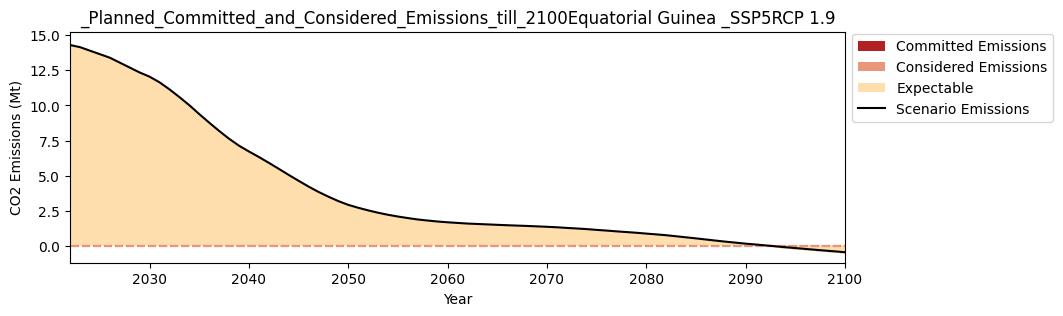 _Planned_Committed_and_Considered_Emissions_till_2100Equatorial Guinea _SSP5RCP 1.9
15.0
12.5
10.0
7.5
5.0
2.5
0.0
CO2 Emissions (Mt)
2030
2040
2050
2060
2070
2080
2090
2100
Year
Committed Emissions
Considered Emissions
Expectable
Scenario Emissions